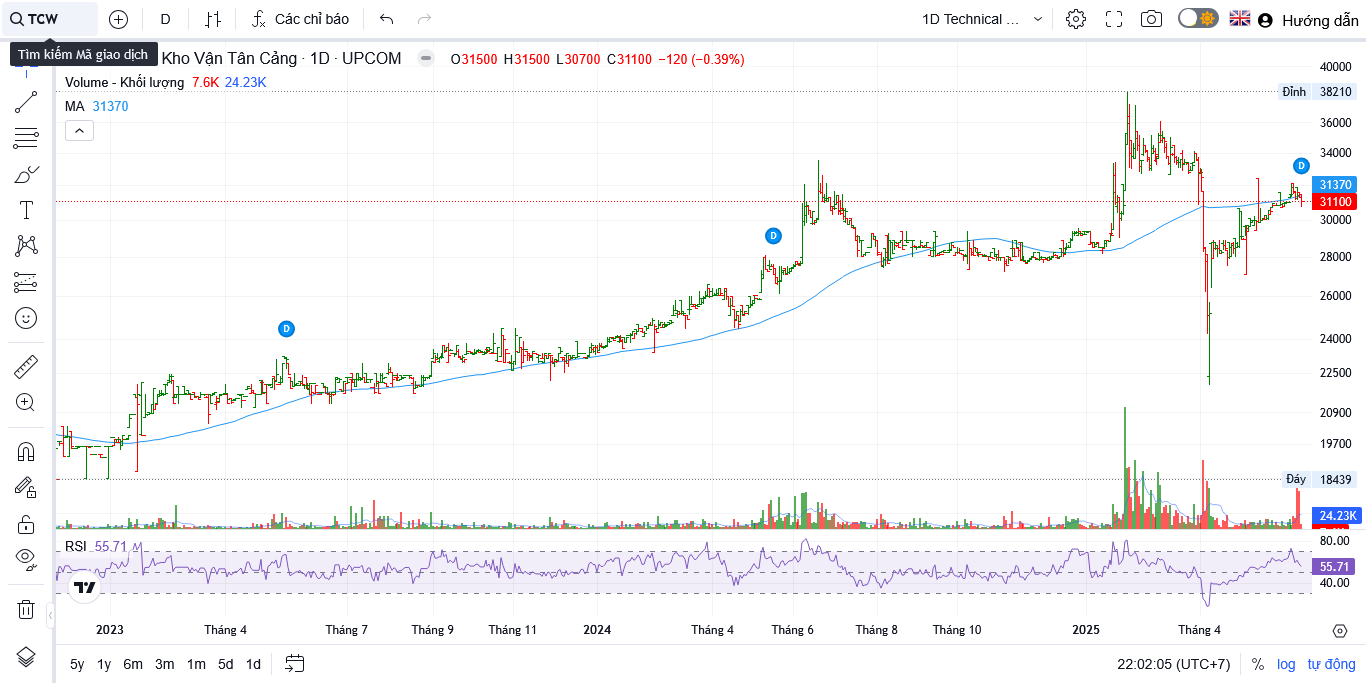 TCW
D
Các chỉ báo
1D Technical ...
Hướng dẫn
Tìm kiếm Mã giao dịch
Kho Vận Tân Cảng · 1D · UPCOM
O31500 H31500 L30700 C31100 −120 (−0.39%)
Volume - Khối lượng 7.6K 24.23K
MA 31370
40000
Đỉnh 38210
36000
34000
D
31370
31100
30000
D
28000
26000
D
24000
22500
20900
19700
Đáy 18439
24.23K
RSI 55.71
80.00
55.71
40.00
2023 Tháng 4 Tháng 7 Tháng 9 Tháng 11 2024 Tháng 4 Tháng 6 Tháng 8 Tháng 10 2025 Tháng 4
5y 1y 6m 3m 1m 5d 1d
22:02:05 (UTC+7) % log tự động